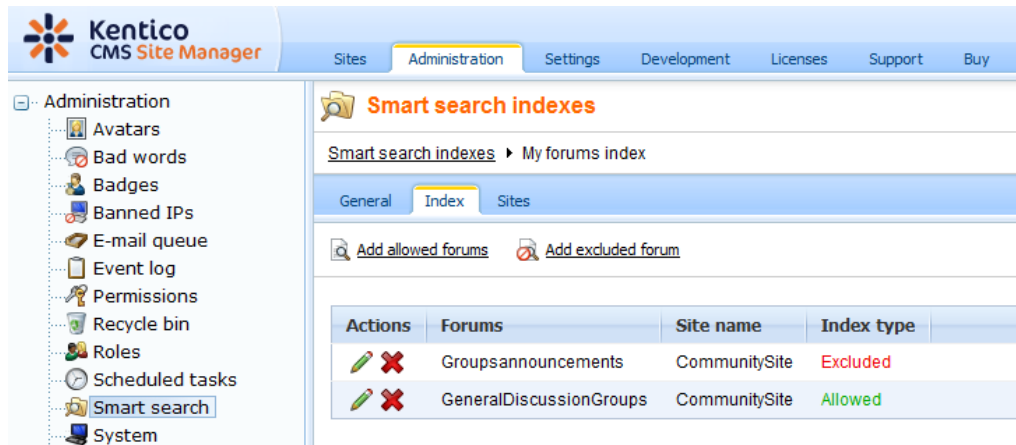 Kentico
CMS Site Manager
Sites Administration Settings Development Licenses Support Buy
Administration
Avatars
Bad words
Badges
Banned IPs
E-mail queue
Event log
Permissions
Recycle bin
Roles
Scheduled tasks
Smart search
System
Smart search indexes
Smart search indexes My forums index
General Index Sites
Add allowed forums Add excluded forum
Actions Forums Site name Index type
Groupsannouncements CommunitySite Excluded
GeneralDiscussionGroups CommunitySite Allowed